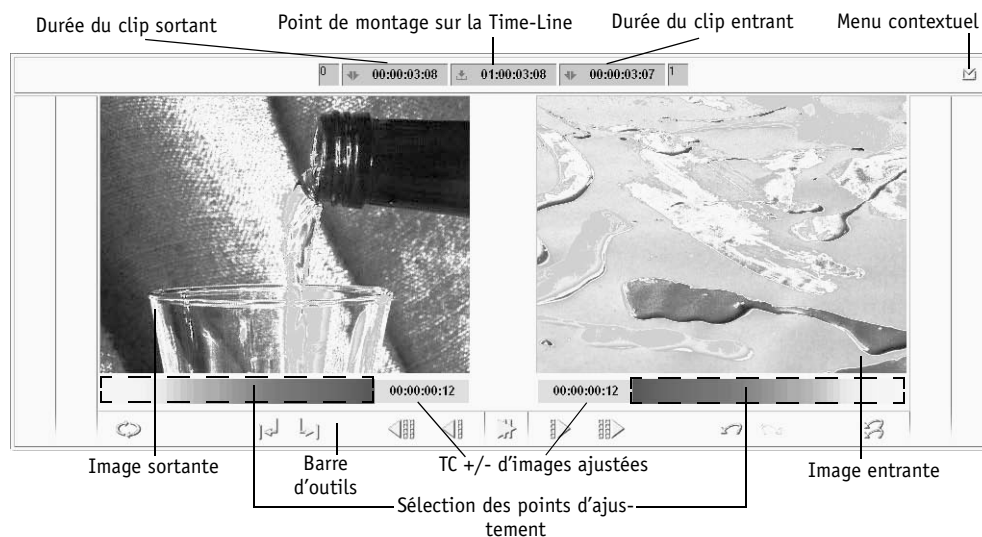 Durée du clip sortant
Point de montage sur la Time-Line
Durée du clip entrant
Menu contextuel
0 00:00:03:08 01:00:03:08 00:00:03:07 1
00:00:00:12
00:00:00:12
Image sortante
Barre
d'outils
TC +/- d'images ajustées
Image entrante
Sélection des points d'ajus-
tement